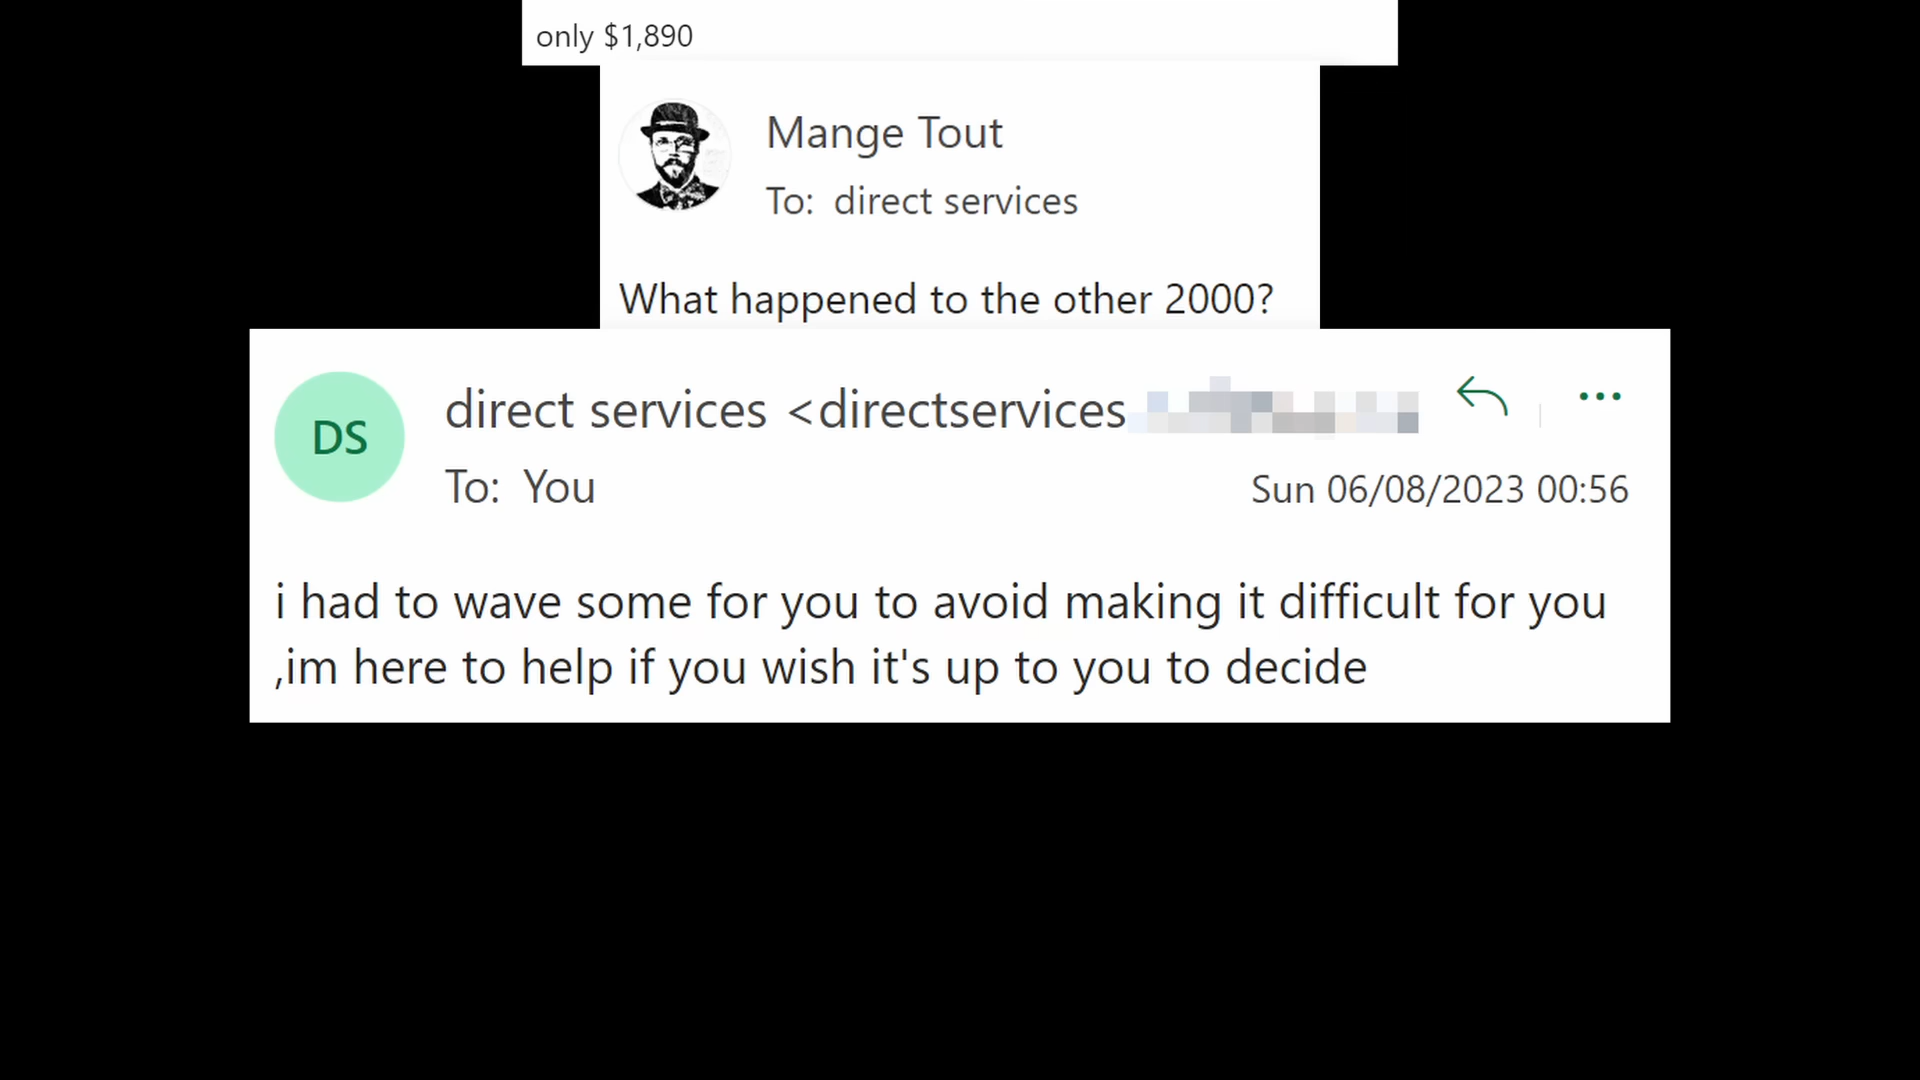 only $1,890
Mange Tout
To: direct services
What happened to the other 2000?
DS
direct services <directservices
To: You
Sun 06/08/2023 00:56
i had to wave some for you to avoid making it difficult for you
,im here to help if you wish it's up to you to decide